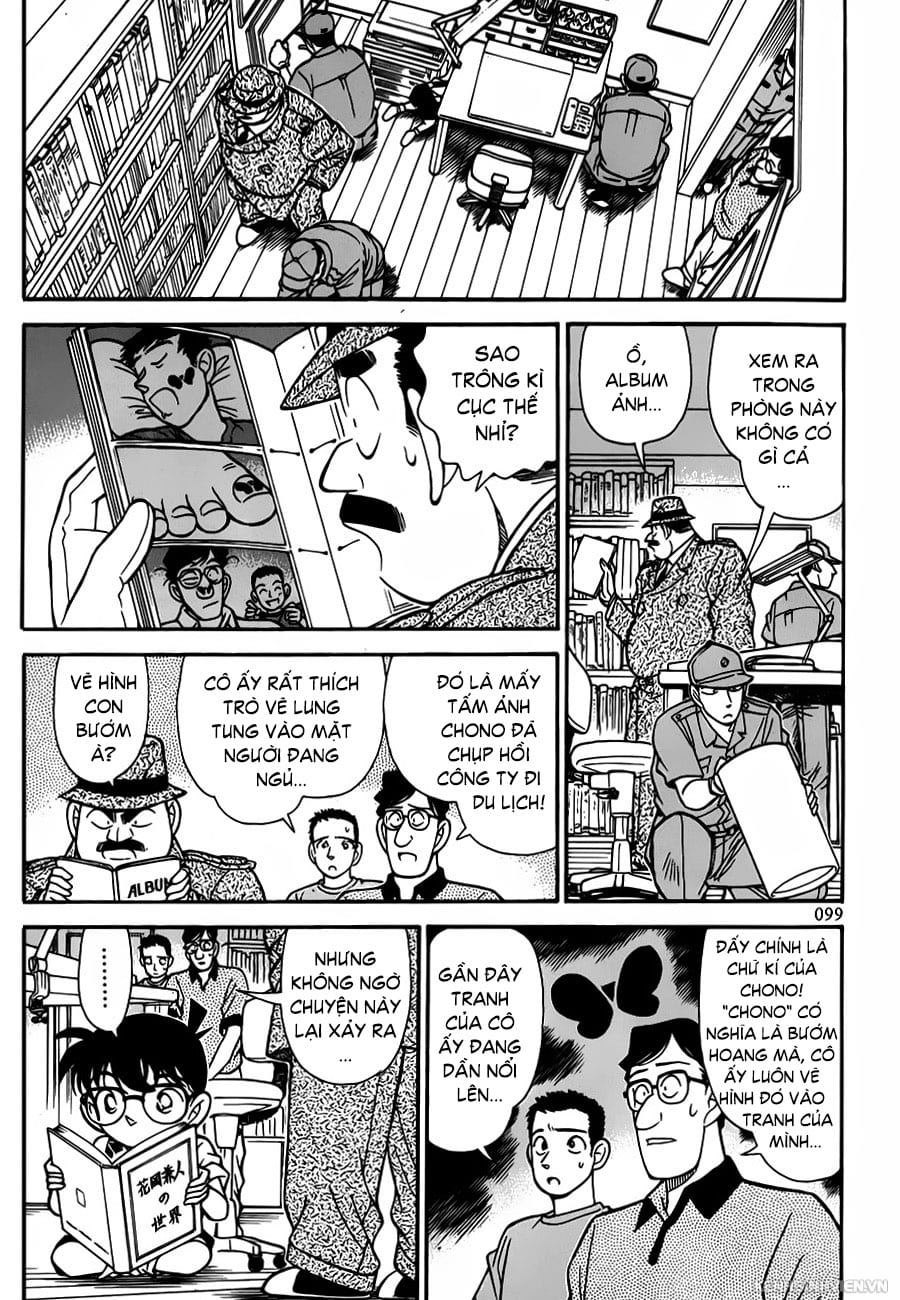 XEM RA
TRONG
PHÒNG NÀY
KHÔNG CÓ
GÌ CẢ
...
Ồ,
ALBUM
ẢNH...
SAO
TRÔNG KÌ
CỤC THẾ
NHỈ?
ĐÓ LÀ MẤY
TẤM ẢNH
CHONO ĐÃ
CHỤP HỒI
CÔNG TY ĐI
DU LỊCH!
CÔ ẤY RẤT THÍCH
TRÒ VẼ LUNG
TUNG VÀO MẶT
NGƯỜI ĐANG
NGỦ...
VẼ HÌNH
CON
BƯỚM
À?
ALBUM
099
ĐẤY CHÍNH LÀ
CHỮ KÍ CỦA
CHONO!
"CHONO" CÓ
NGHĨA LÀ BƯỚM
HOANG MÀ, CÔ
ẤY LUÔN VẼ
HÌNH ĐÓ VÀO
TRANH CỦA
MÌNH...
GẦN ĐÂY
TRANH
CỦA CÔ
ẤY ĐANG
DẦN NỔI
LÊN...
NHƯNG
KHÔNG NGỜ
CHUYỆN NÀY
LẠI XẢY RA
...
........
花岡兼人
の
世界